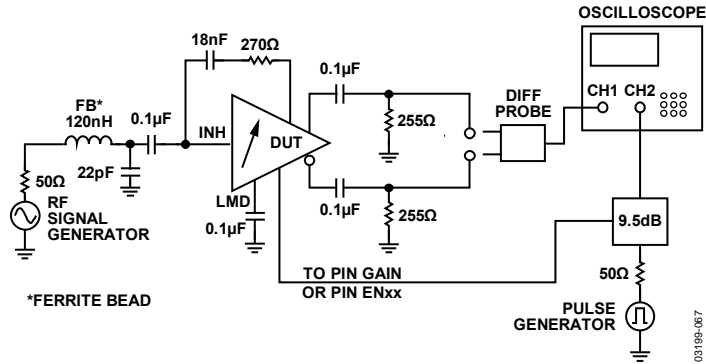 OSCILLOSCOPE
18nF
270Ω
FB*
120nH
0.1µF
0.1µF
DIFF
PROBE
CH1
CH2
INH
DUT
255Ω
50Ω
22pF
LMD
0.1µF
0.1µF
255Ω
9.5dB
RF
SIGNAL
GENERATOR
TO PIN GAIN
OR PIN ENxx
50Ω
*FERRITE BEAD
PULSE
GENERATOR
03199-067